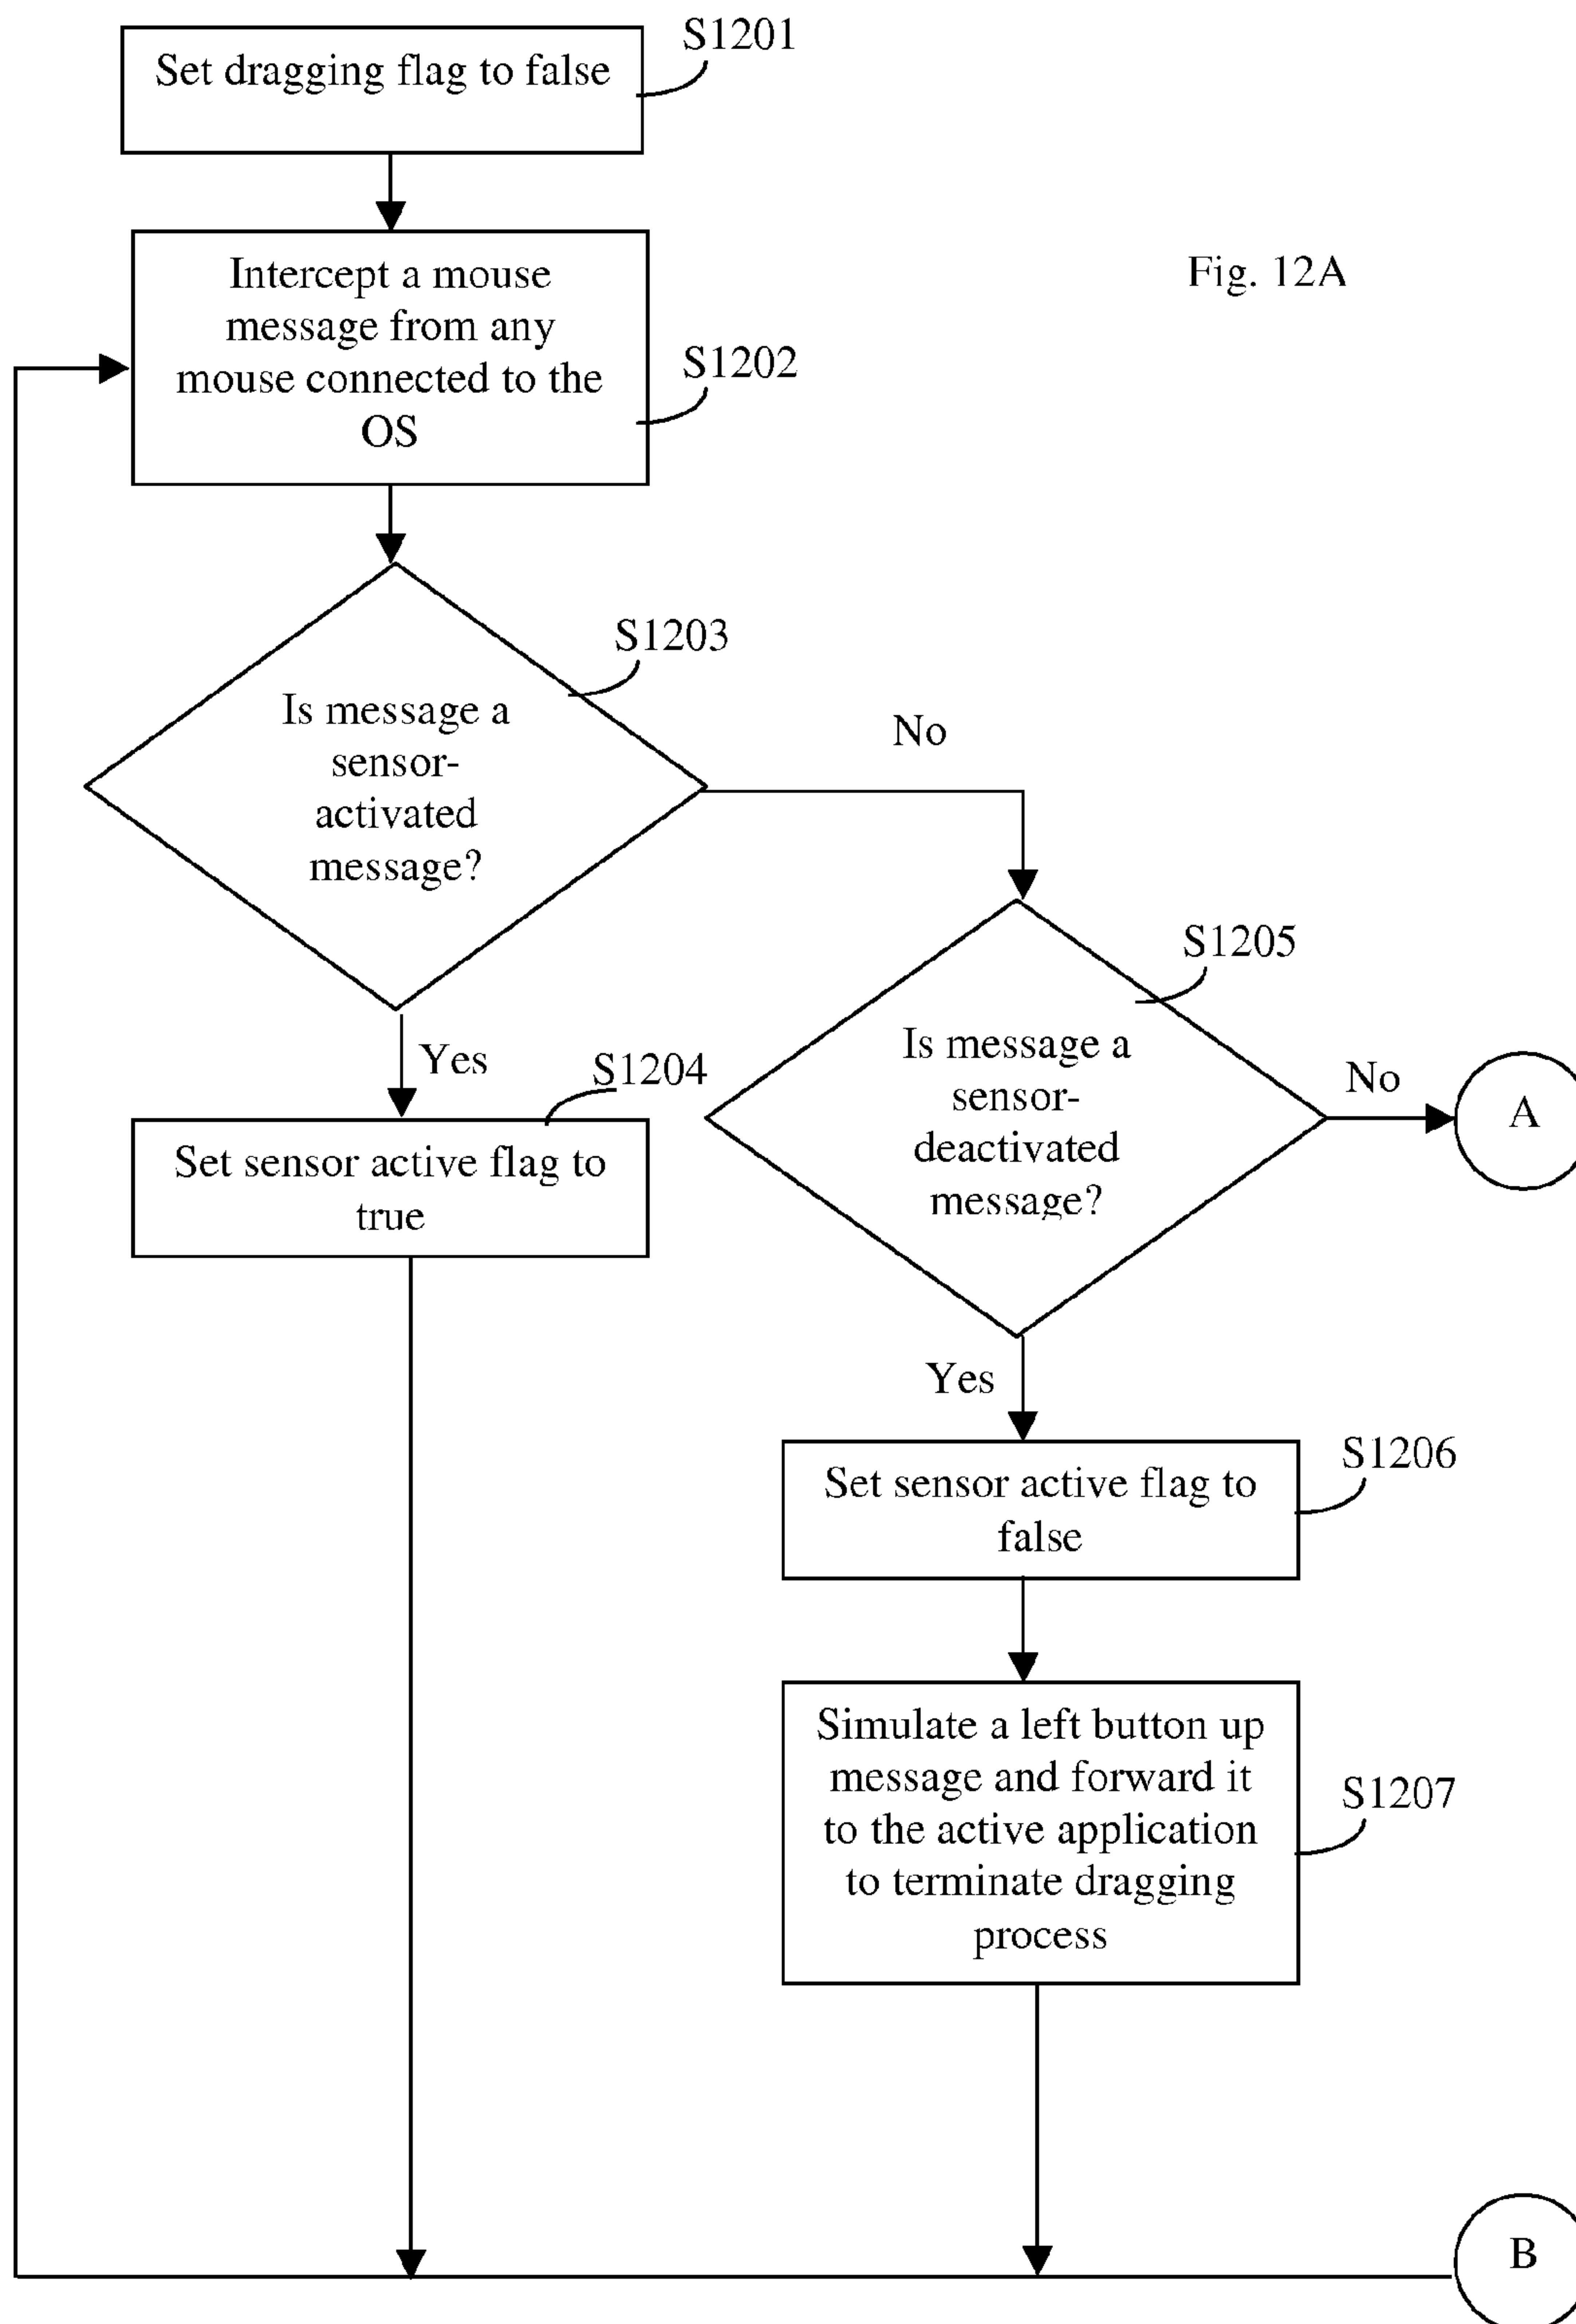 S1201
Set dragging flag to false
Fig. 12A
Intercept a mouse
message from any
mouse connected to the
OS
S1202
S1203
Is message a
sensor-
activated
message?
No
S1205
Is message a
sensor-
deactivated
message?
No
A
Yes
S1204
Set sensor active flag to
true
Yes
S1206
Set sensor active flag to
false
Simulate a left button up
message and forward it
to the active application
to terminate dragging
process
S1207
B